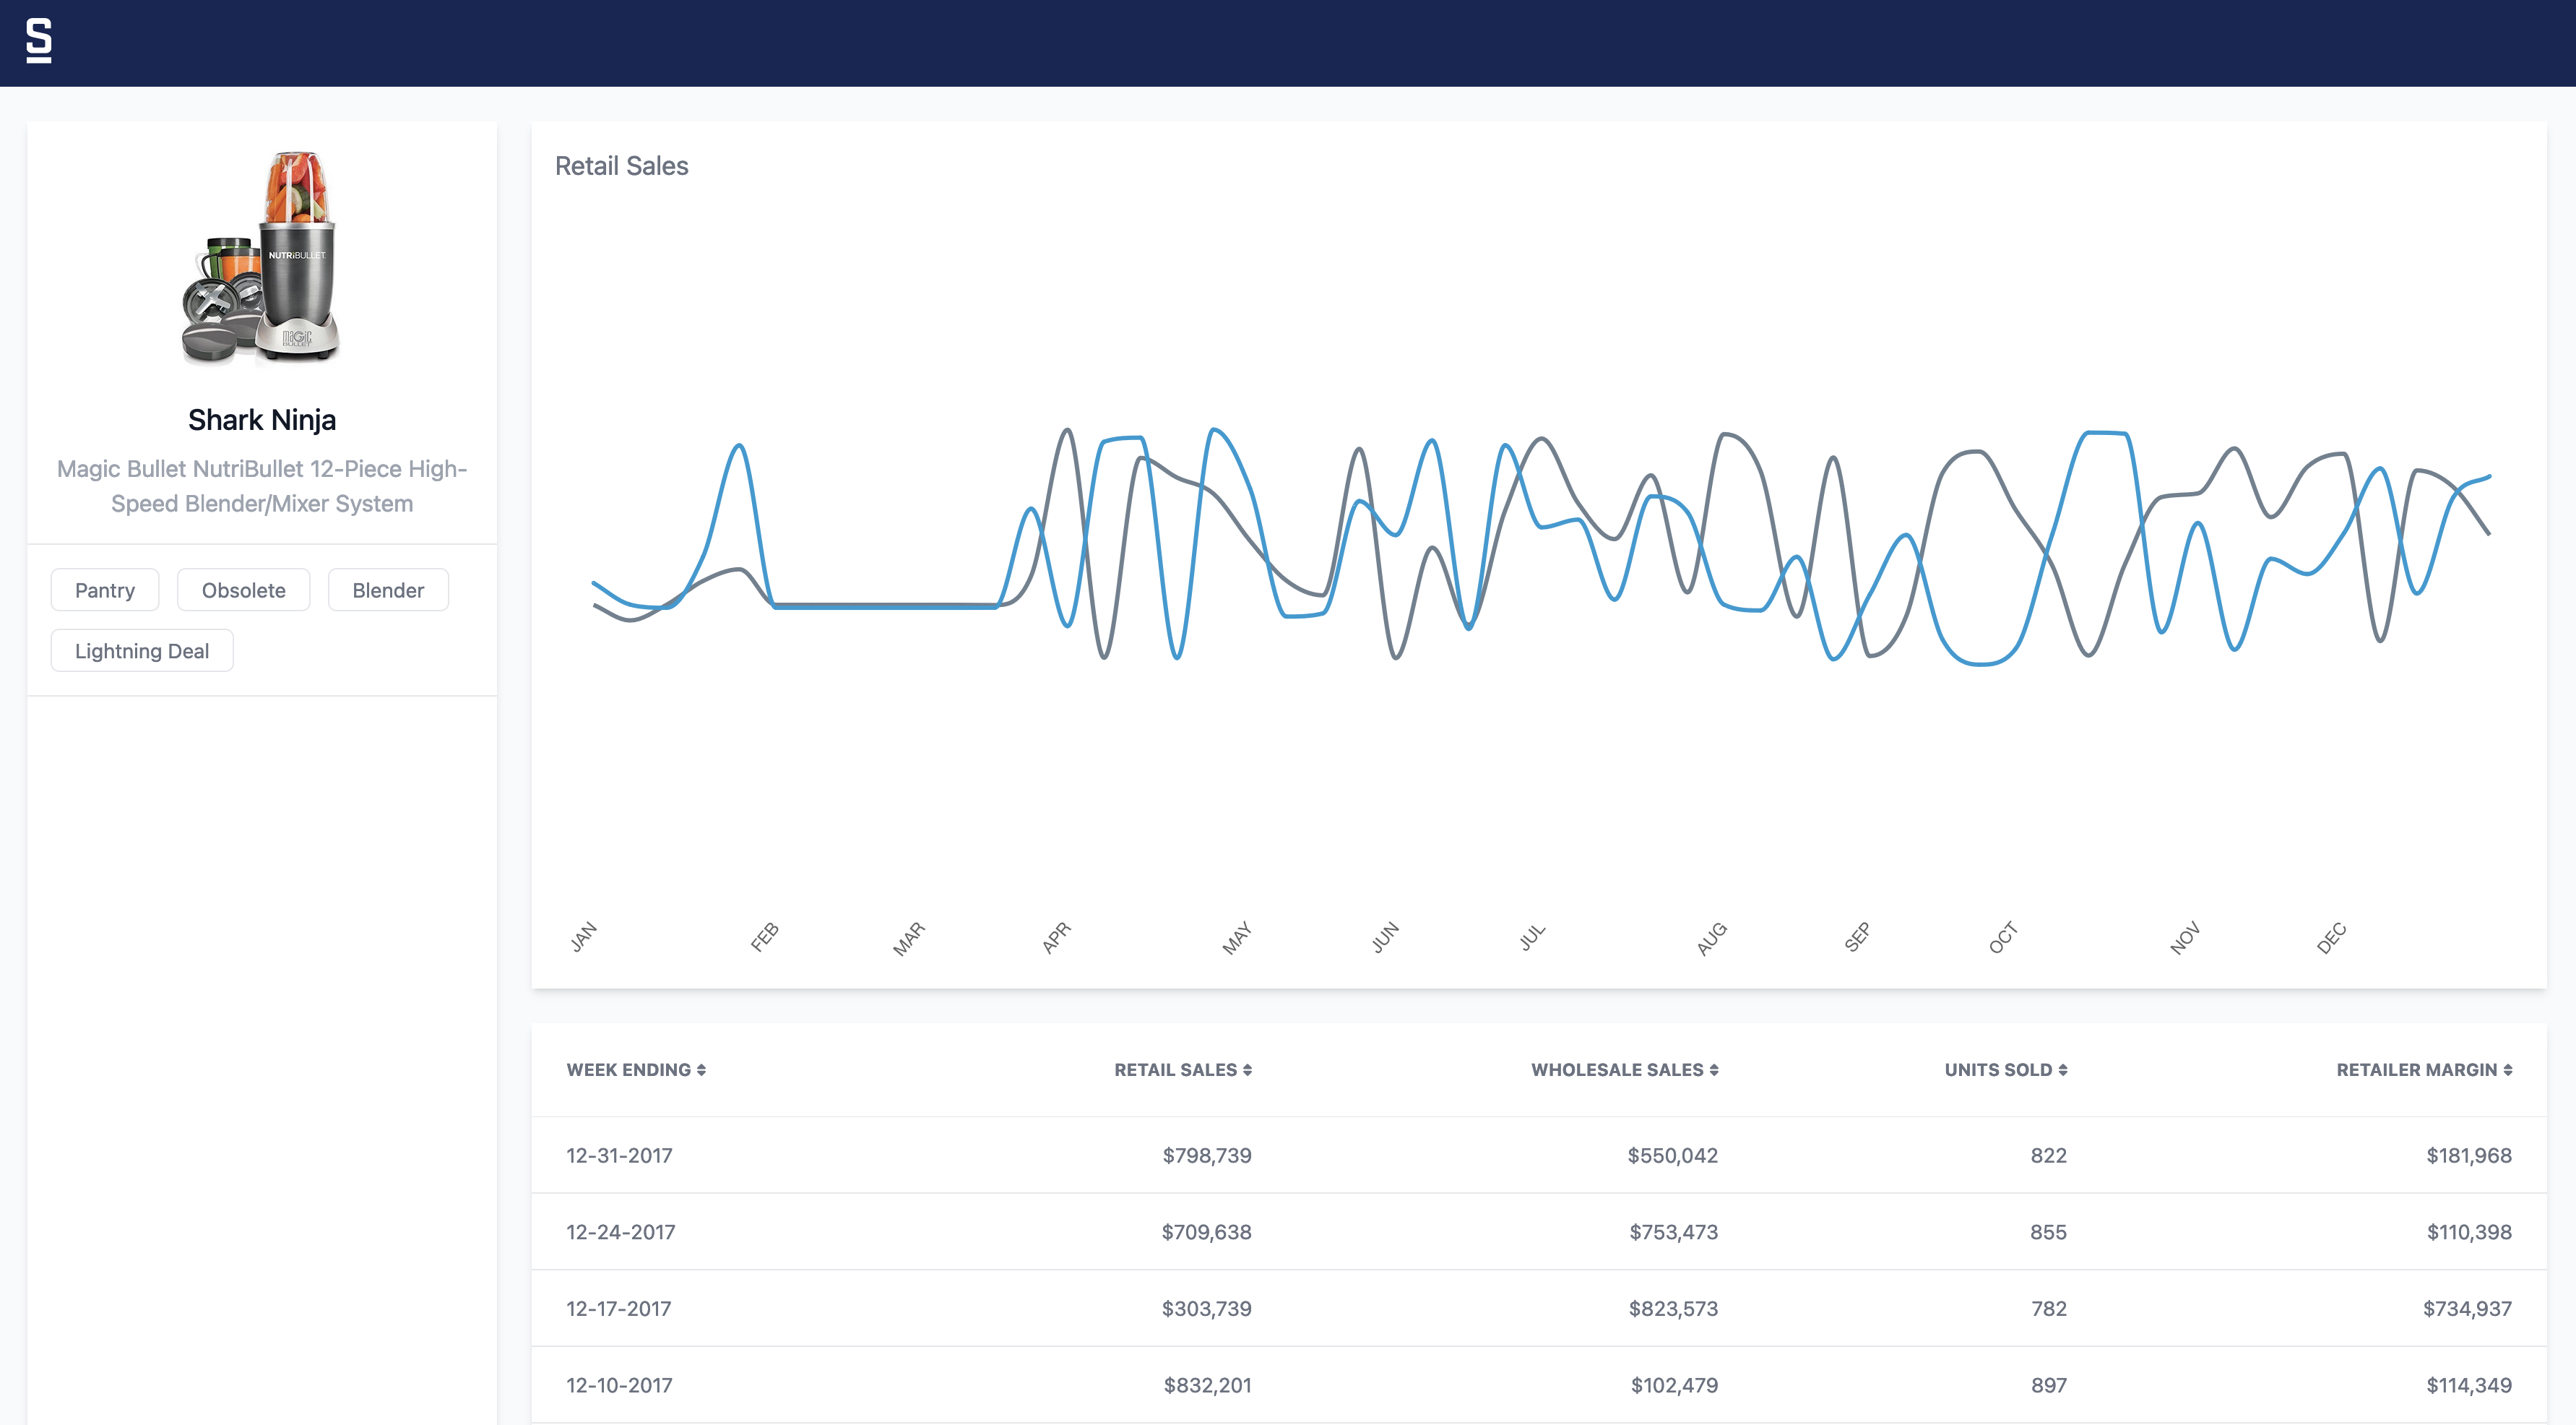 S
NUTRiBULLET
MAGIC
BULLET
Shark Ninja
Magic Bullet NutriBullet 12-Piece High-
Speed Blender/Mixer System
Pantry
Obsolete
Blender
Lightning Deal
Retail Sales
JAN FEB MAR APR MAY JUN JUL AUG SEP OCT NOV DEC
WEEK ENDING RETAIL SALES WHOLESALE SALES UNITS SOLD RETAILER MARGIN
12-31-2017 $798,739 $550,042 822 $181,968
12-24-2017 $709,638 $753,473 855 $110,398
12-17-2017 $303,739 $823,573 782 $734,937
12-10-2017 $832,201 $102,479 897 $114,349